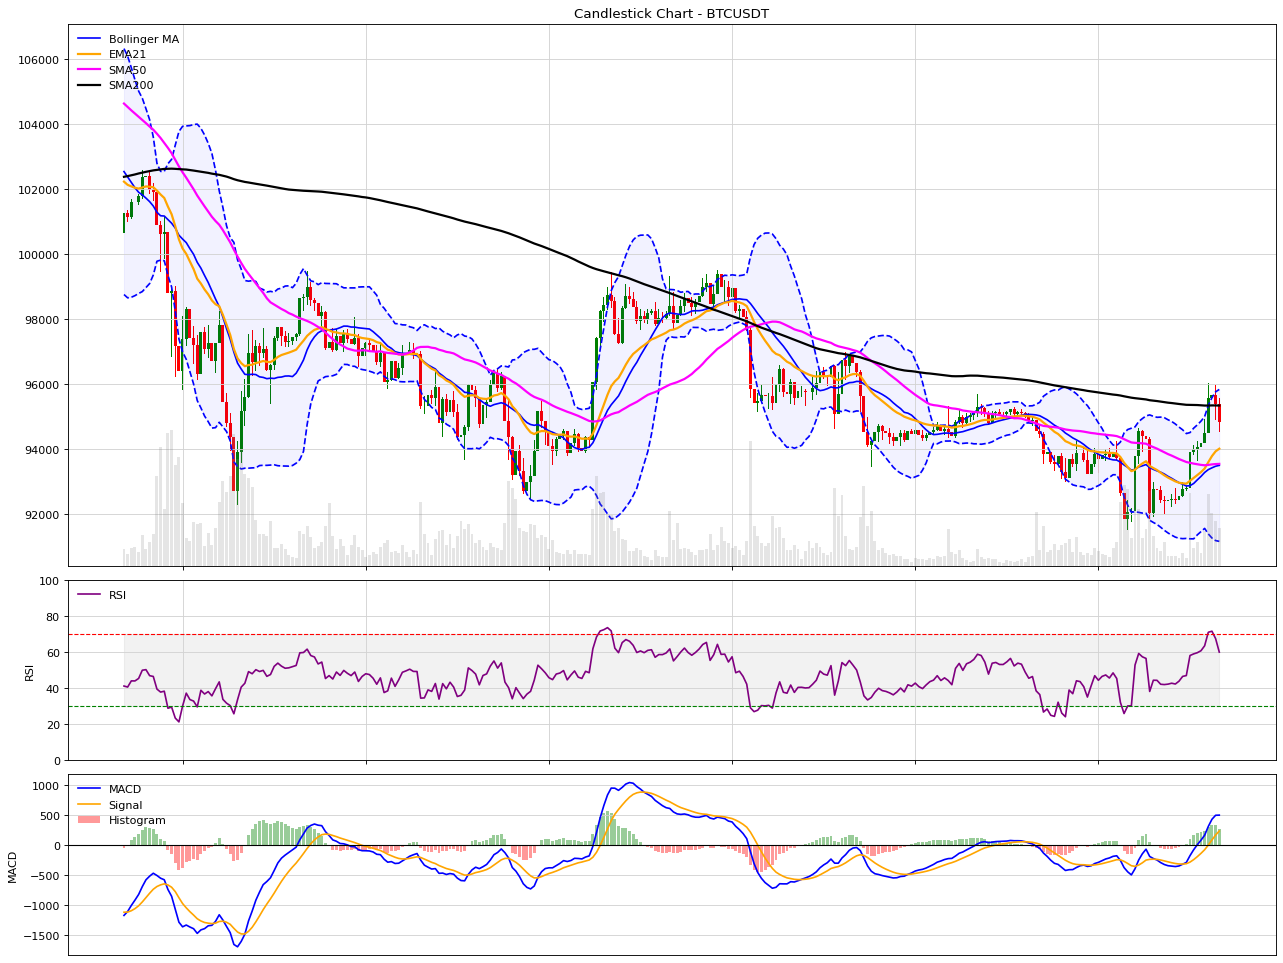 Candlestick Chart - BTCUSDT
Bollinger MA
EMA21
SMA50
SMA200
106000
104000
102000
100000
98000
96000
94000
92000
RSI
100
80
60
40
20
0
RSI
MACD
Signal
Histogram
1000
500
0
−500
−1000
−1500
MACD